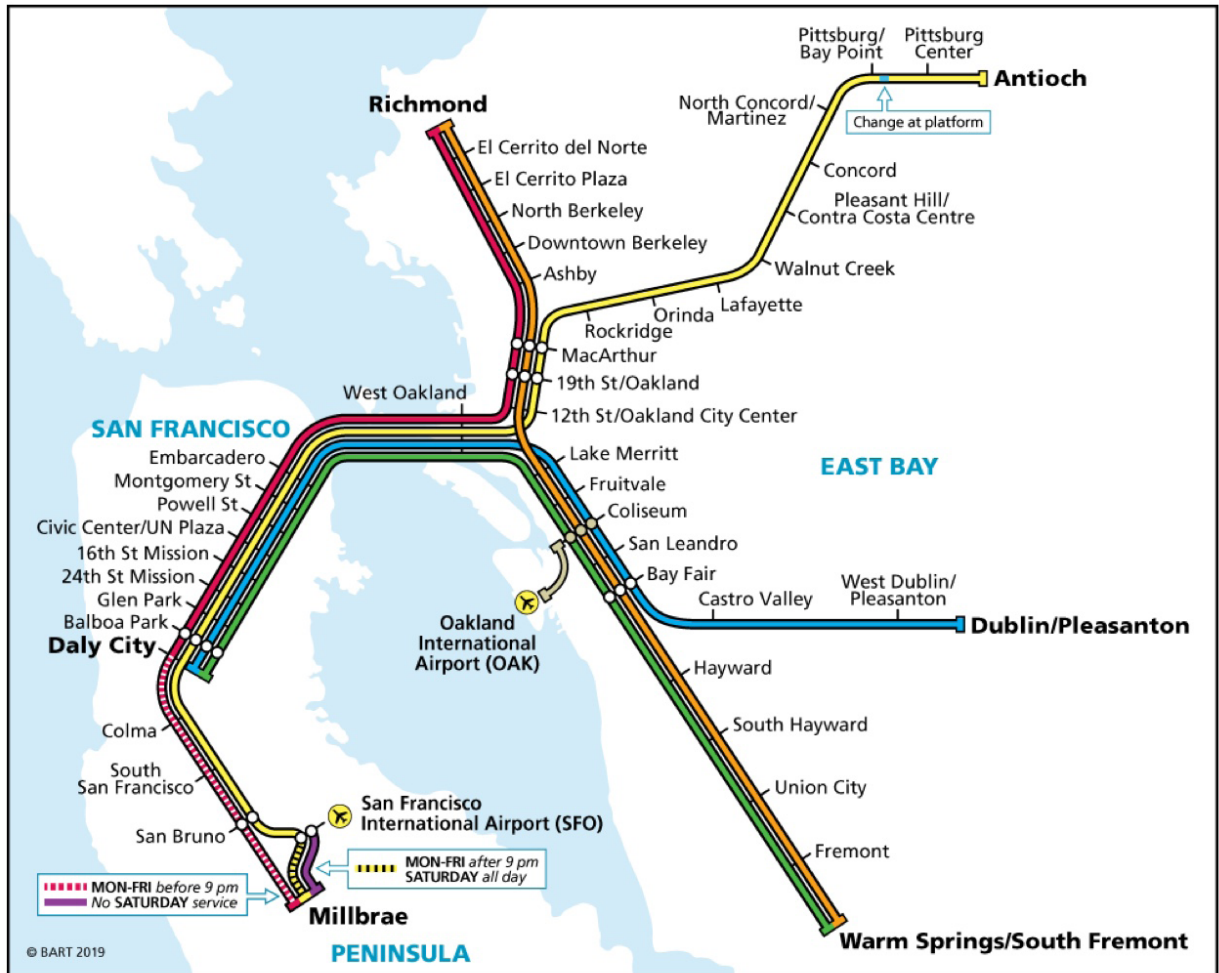 Pittsburg/
Bay Point
Pittsburg
Center
Antioch
Richmond
North Concord/
Martinez
Change at platform
El Cerrito del Norte
Concord
El Cerrito Plaza
Pleasant Hill/
Contra Costa Centre
North Berkeley
Downtown Berkeley
Walnut Creek
Ashby
Lafayette
Orinda
Rockridge
MacArthur
19th St/Oakland
West Oakland
12th St/Oakland City Center
SAN FRANCISCO
Lake Merritt
EAST BAY
Embarcadero
Montgomery St
Fruitvale
Powell St
Coliseum
Civic Center/UN Plaza
San Leandro
16th St Mission
24th St Mission
Bay Fair
Glen Park
Castro Valley
West Dublin/
Pleasanton
Balboa Park
Daly City
Dublin/Pleasanton
Oakland
International
Airport (OAK)
Hayward
Colma
South Hayward
South
San Francisco
Union City
San Francisco
International Airport (SFO)
San Bruno
Fremont
MON-FRI after 9 pm
SATURDAY all day
MON-FRI before 9 pm
No SATURDAY service
Millbrae
Warm Springs/South Fremont
© BART 2019
PENINSULA